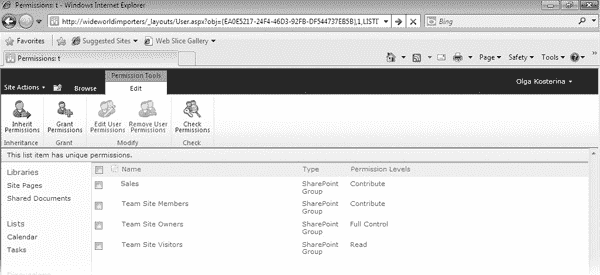 Permissions: t - Windows Internet Explorer
http://wideworldimporters/_layouts/User.aspx?obj={EA0E5217-24F4-46D3-92FB-DF544737EB5B},1,LISTI
Bing
Favorites Suggested Sites Web Slice Gallery
Permissions: t
Page Safety Tools
Permission Tools
Site Actions Browse Edit
Olga Kosterina
Inherit Permissions
Grant Permissions
Edit User Permissions
Remove User Permissions
Check Permissions
Inheritance Grant Modify Check
This list item has unique permissions.
Libraries
Site Pages
Shared Documents
Lists
Calendar
Tasks
Name Type Permission Levels
Sales SharePoint Group Contribute
Team Site Members SharePoint Group Contribute
Team Site Owners SharePoint Group Full Control
Team Site Visitors SharePoint Group Read